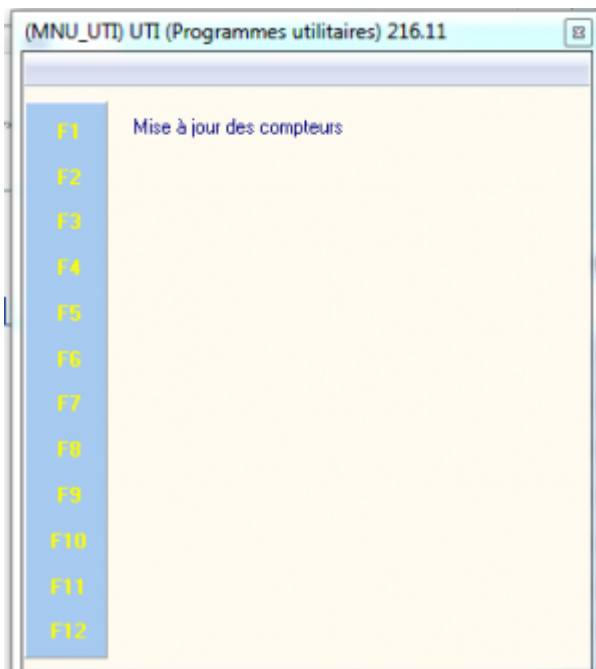 (MNU_UTI) UTI (Programmes utilitaires) 216.11
F1 Mise à jour des compteurs
F2
F3
F4
F5
F6
F7
F8
F9
F10
F11
F12